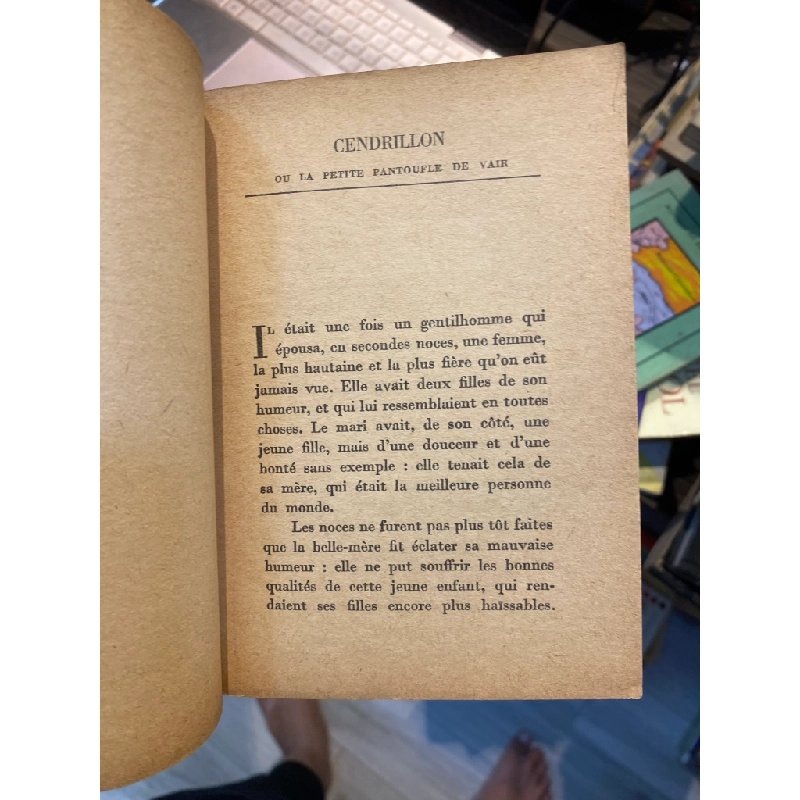 CENDRILLON
OU LA PETITE PANTOUFLE DE VAIR
IL était une fois un gentilhomme qui
épousa, en secondes noces, une femme,
la plus hautaine et la plus fière qu'on eût
jamais vue. Elle avait deux filles de son
humeur, et qui lui ressemblaient en toutes
choses. Le mari avait, de son côté, une
jeune fille, mais d'une douceur et d'une
bonté sans exemple : elle tenait cela de
sa mère, qui était la meilleure personne
du monde.
Les noces ne furent pas plus tôt faites
que la belle-mère fit éclater sa mauvaise
humeur : elle ne put souffrir les bonnes
qualités de cette jeune enfant, qui ren-
daient ses filles encore plus haïssables.